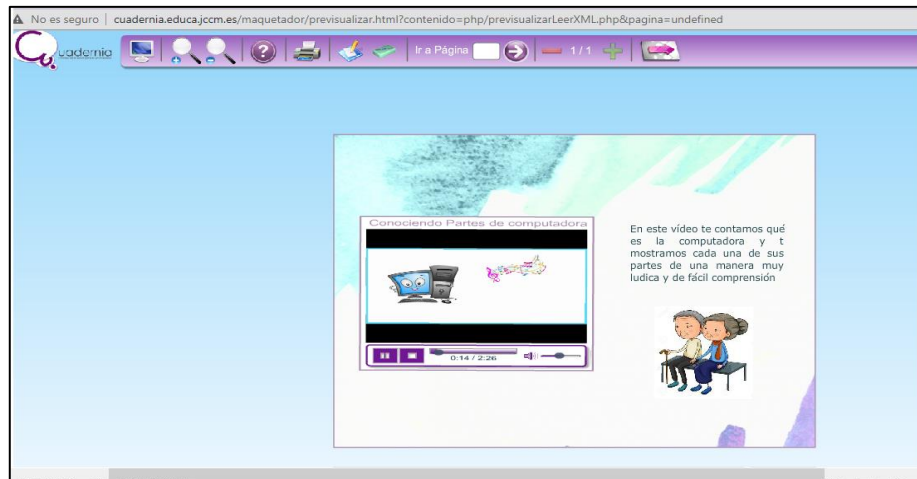 No es seguro | cuadernia.educa.jccm.es/maquetador/previsualizar.html?contenido=php/previsualizarLeerXML.php&pagina=undefined
Cuadernia
Ir a Página
1/1
Conociendo Partes de computadora
0:14 / 2:26
En este vídeo te contamos qué
es la computadora y t
mostramos cada una de sus
partes de una manera muy
ludica y de fácil comprensión